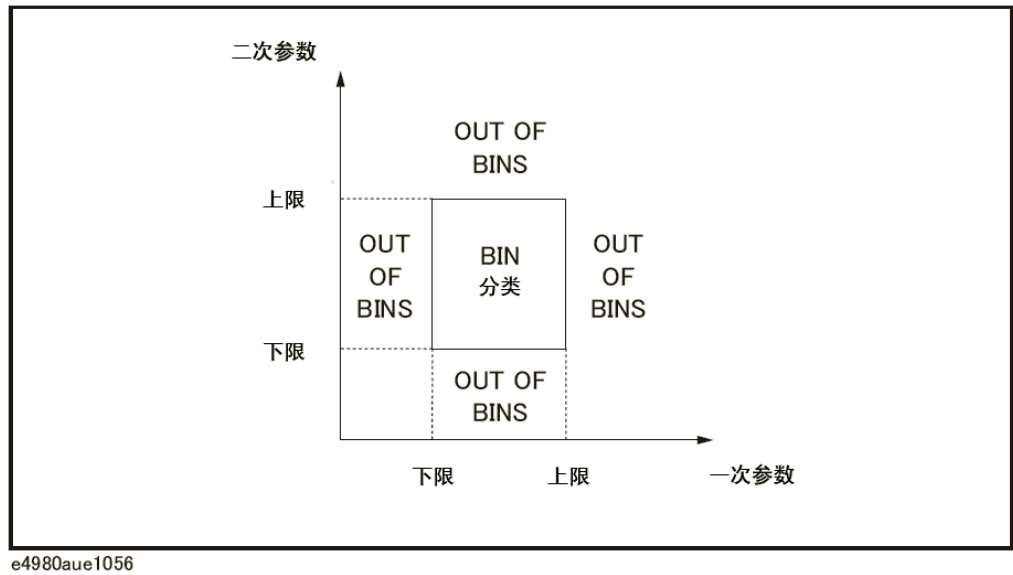 二次参数
OUT OF
BINS
上限
OUT
OF
BINS
BIN
分类
OUT
OF
BINS
下限
OUT OF
BINS
下限
上限
一次参数
e4980aue1056